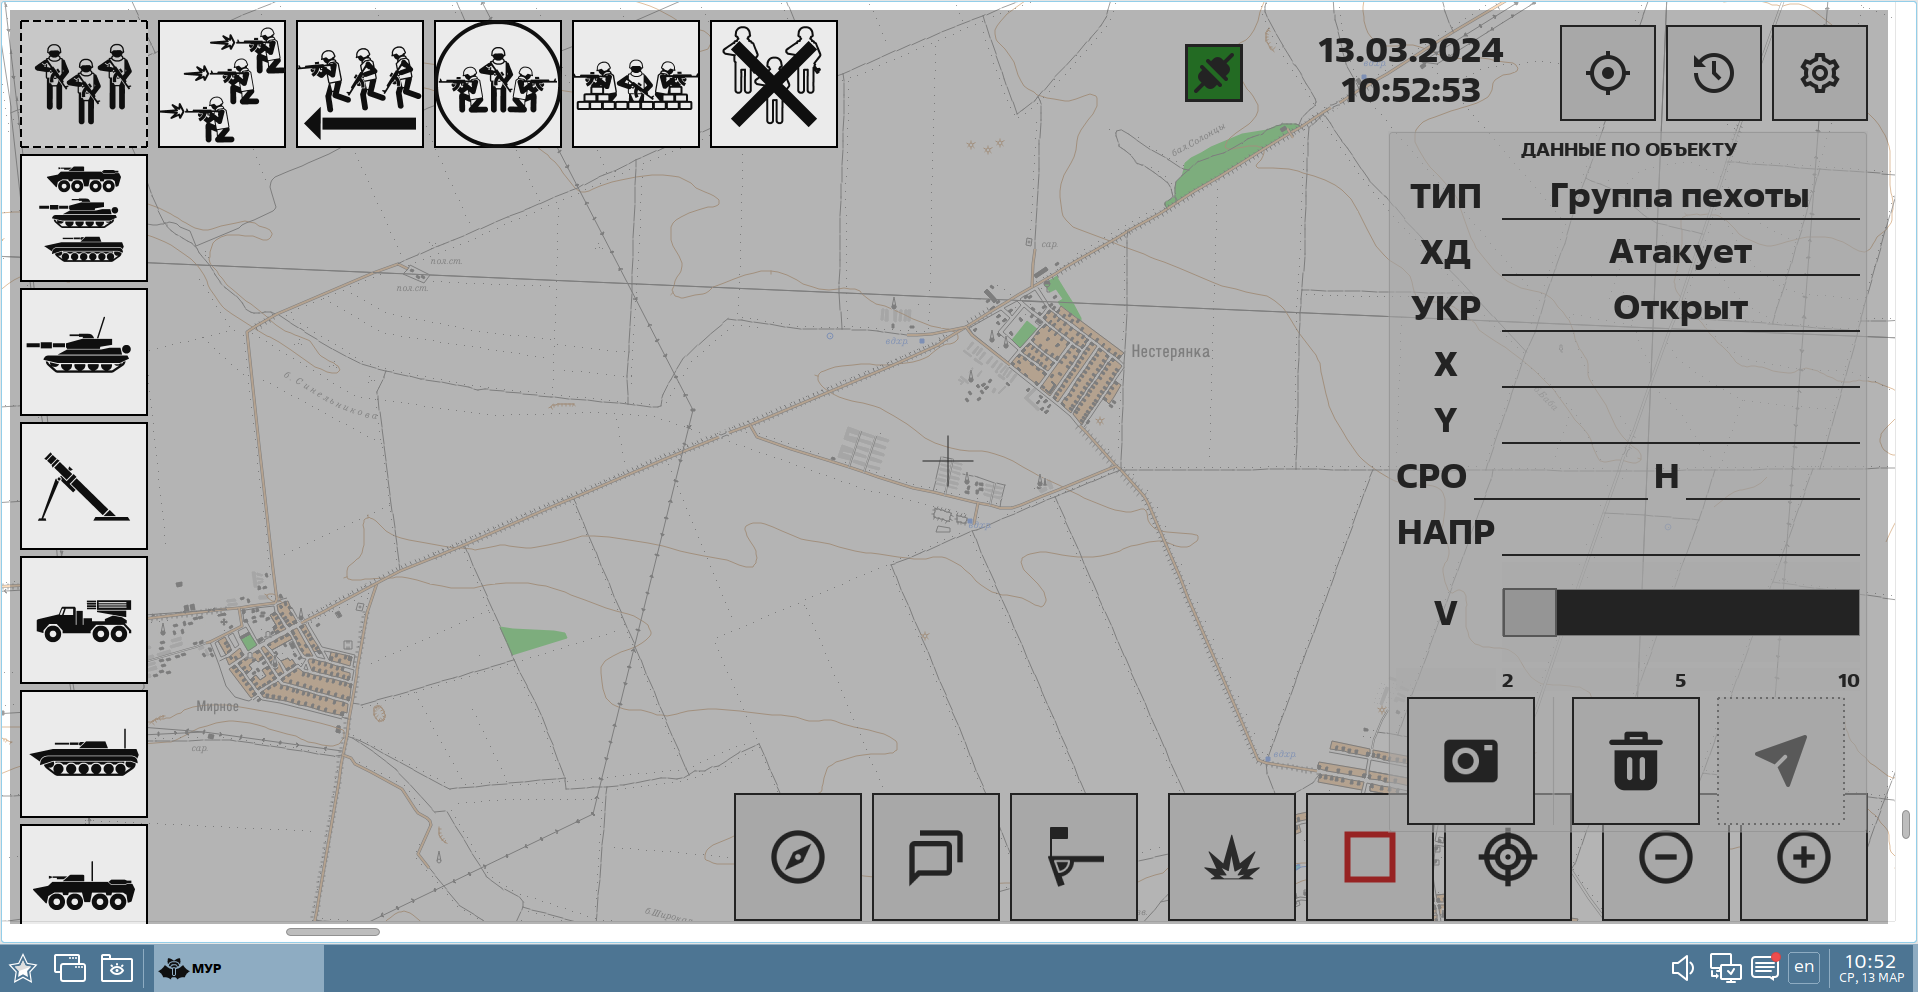 13.03.2024
10:52:53
ДАННЫЕ ПО ОБЪЕКТУ
ТИП Группа пехоты
ХД Атакует
УКР Открыт
X
Y
СРО Н
НАПР
V
2 5 10
бал.Солонцы
сар
пол.ст.
пол.ст.
вдхр
Нестерянка
вдхр
Мирное
сар
вдхр
б.Широкая
МУР
en
10:52
СР, 13 МАР